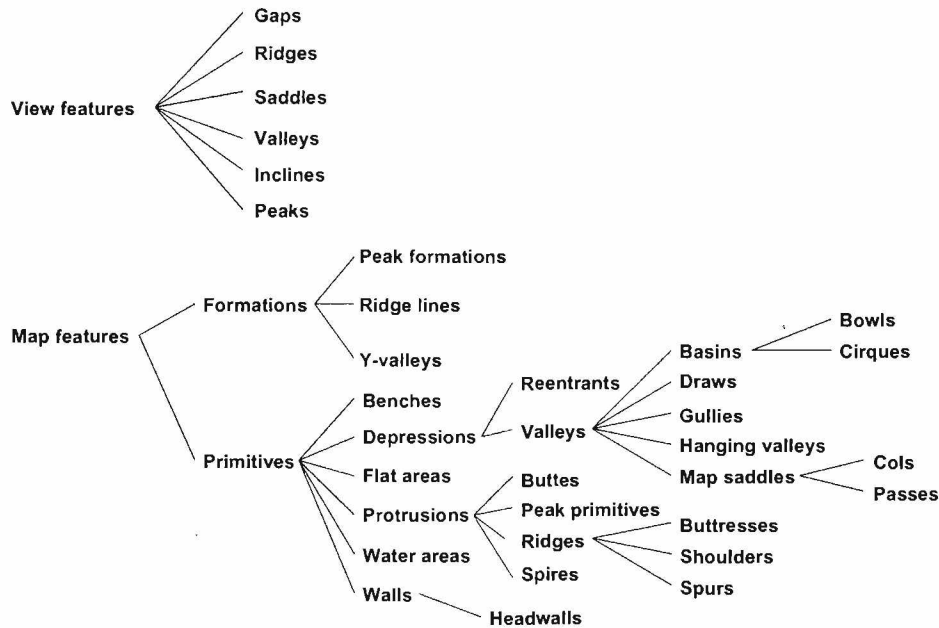 Gaps
Ridges
View features
Saddles
Valleys
Inclines
Peaks
Peak formations
Formations
Ridge lines
Map features
Y-valleys
Bowls
Basins
Cirques
Reentrants
Draws
Benches
Gullies
Depressions
Valleys
Hanging valleys
Primitives
Flat areas
Map saddles
Cols
Buttes
Passes
Protrusions
Peak primitives
Ridges
Buttresses
Water areas
Shoulders
Spires
Spurs
Walls
Headwalls